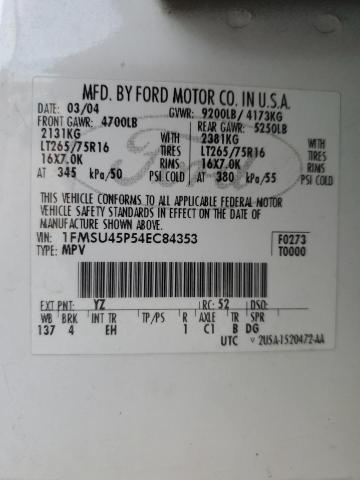 MFD. BY FORD MOTOR CO. IN U.S.A.
DATE: 03/04 GVWR: 9200LB/4173KG
FRONT GAWR: 4700LB REAR GAWR: 5250LB
2131KG WITH 2381KG WITH
LT265/75R16 TIRES LT265/75R16 TIRES
16X7.0K RIMS 16X7.0K RIMS
AT 345 kPa/50 PSI COLD AT 380 kPa/55 PSI COLD
THIS VEHICLE CONFORMS TO ALL APPLICABLE FEDERAL MOTOR
VEHICLE SAFETY STANDARDS IN EFFECT ON THE DATE OF
MANUFACTURE SHOWN ABOVE.
VIN: 1FMSU45P54EC84353 F0273
TYPE: MPV T0000
Ford
EXT PNT: YZ RC: 52 DSO:
WB BRK INT TR TP/PS R AXLE TR SPR
137 4 EH 1 C1 B DG
UTC V 2U5A-1520472-AA